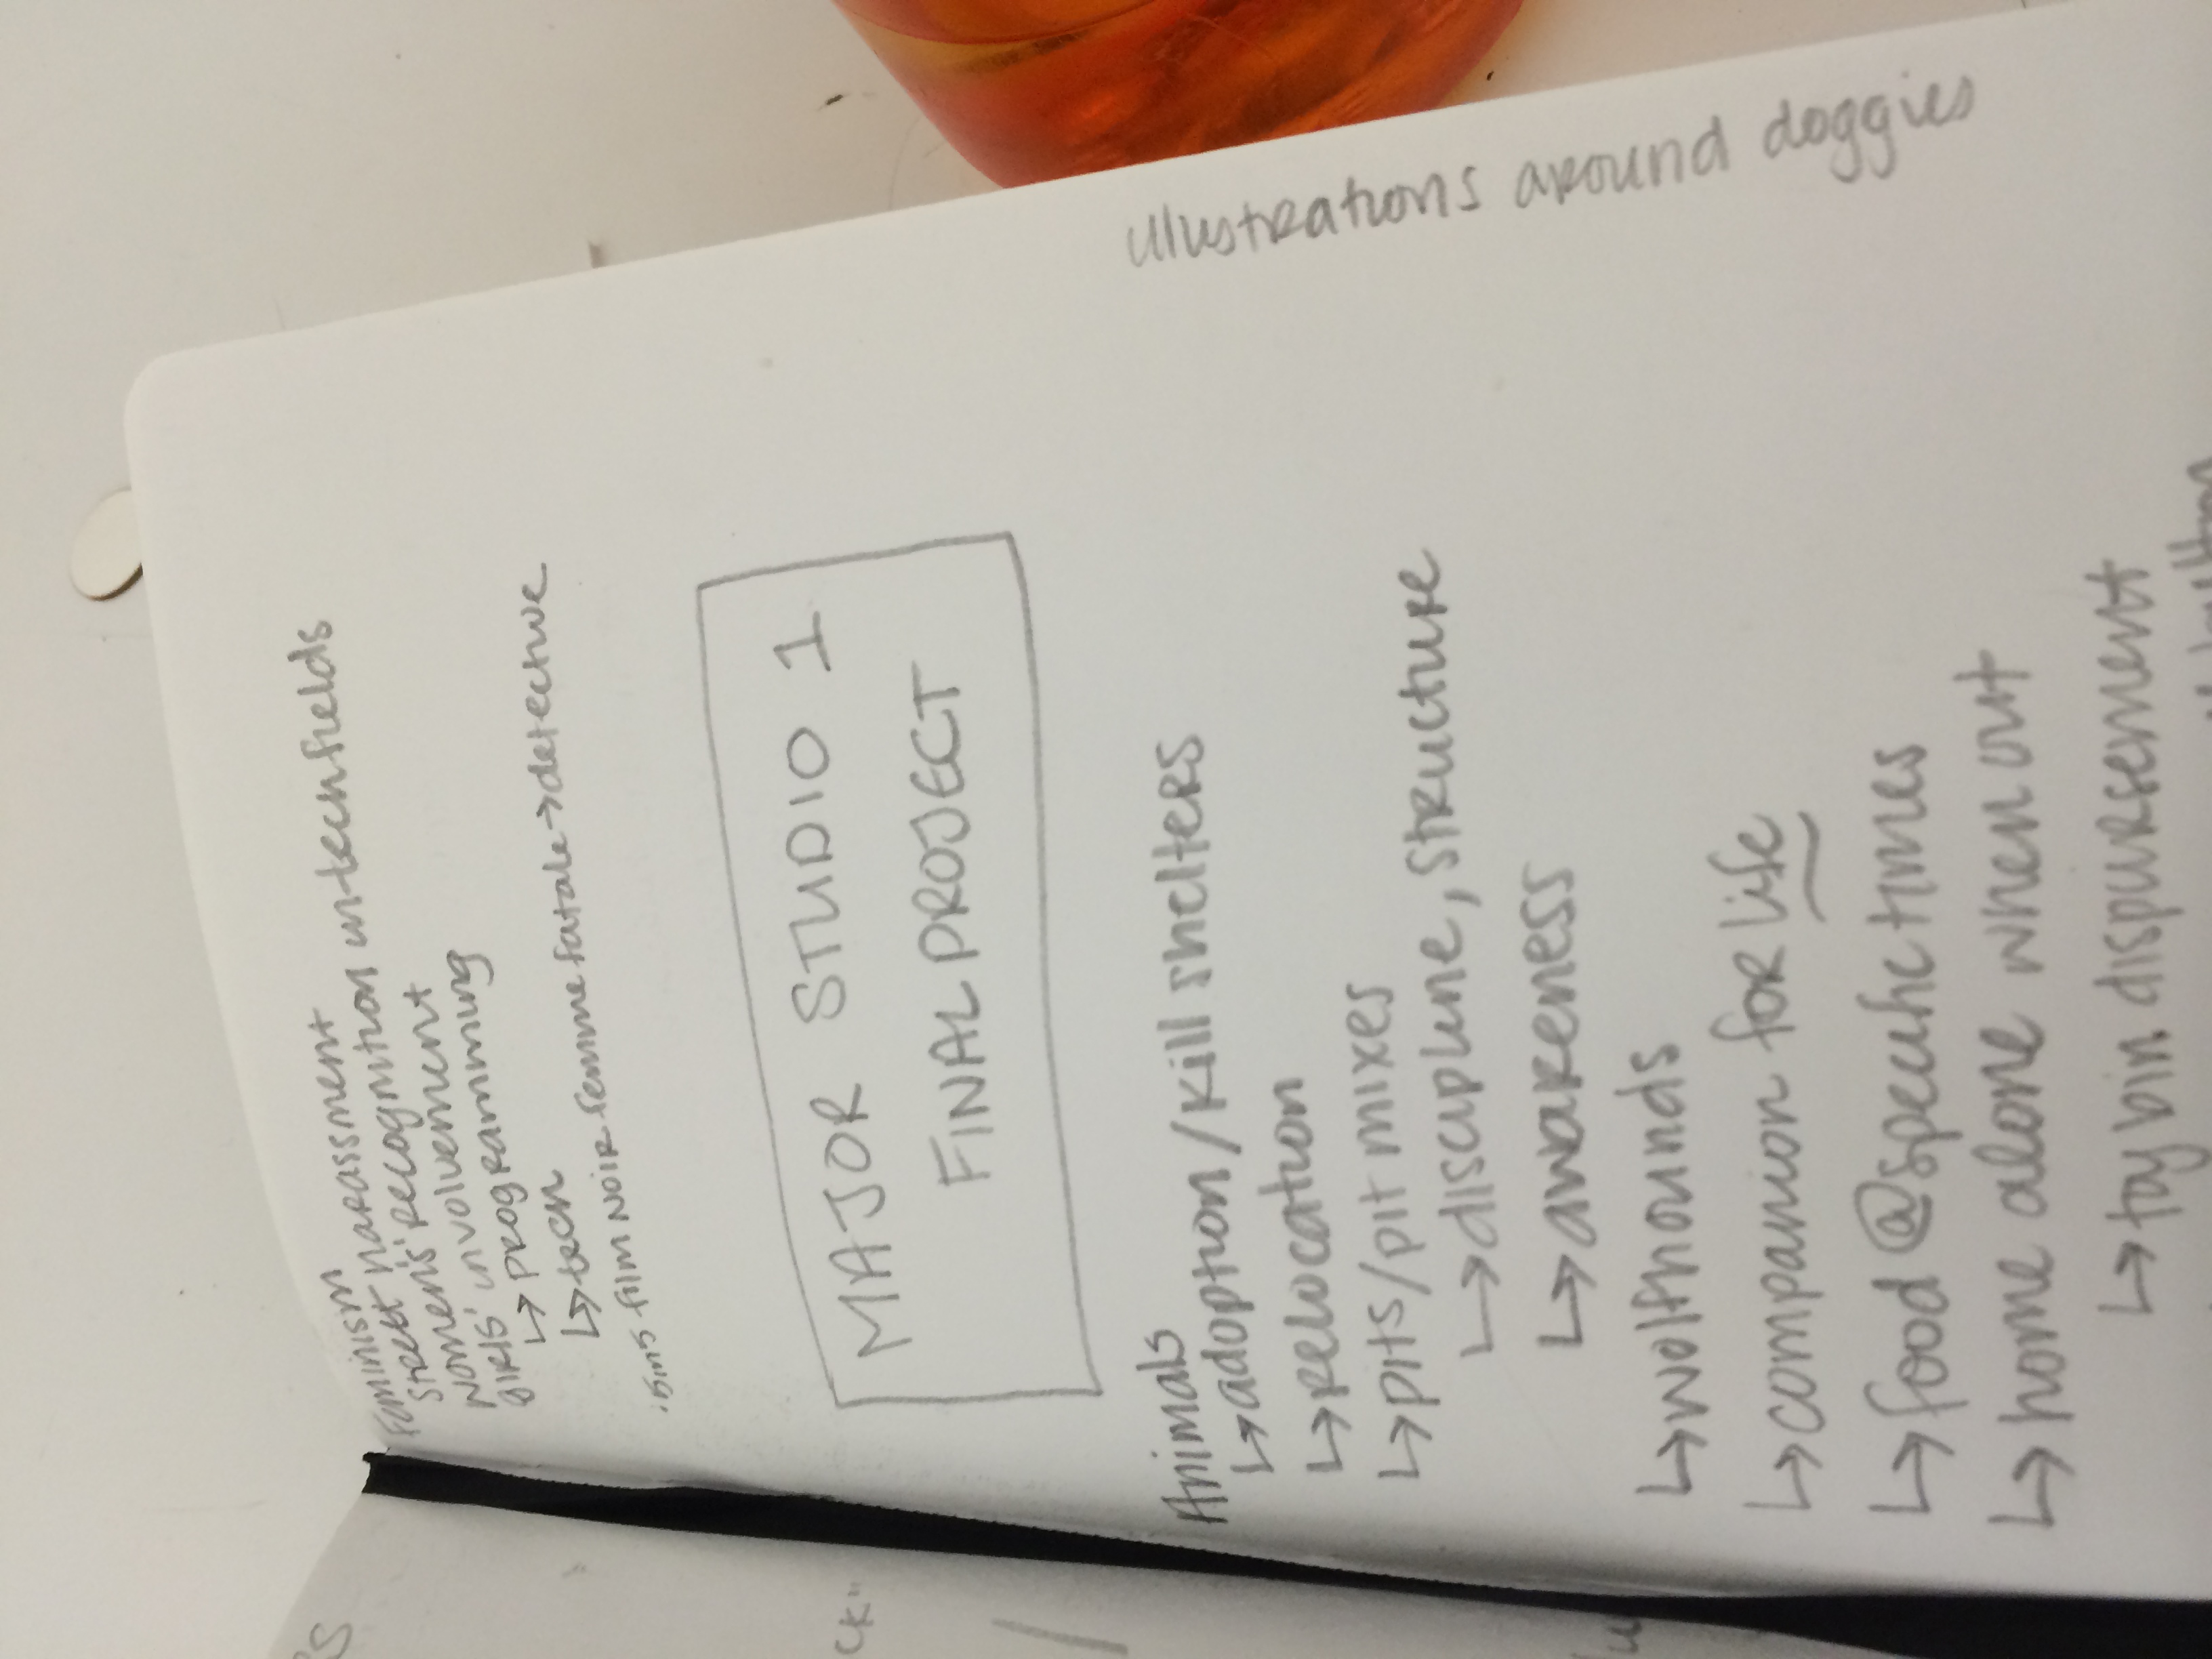 Feminism
street harassment
women's' recognition in tech fields
girls' involvement
↳ programming
↳ tech
·5in5 film noir femme fatale → detective
MAJOR STUDIO 1
FINAL PROJECT
Animals
↳ adoption/kill shelters
↳ relocation
↳ pits/pit mixes
↳ discipline, structure
↳ awareness
↳ wolfhounds
↳ companion for life
↳ food @ specific times
↳ home alone when out
↳ toy bin dispursement
illustrations around doggies